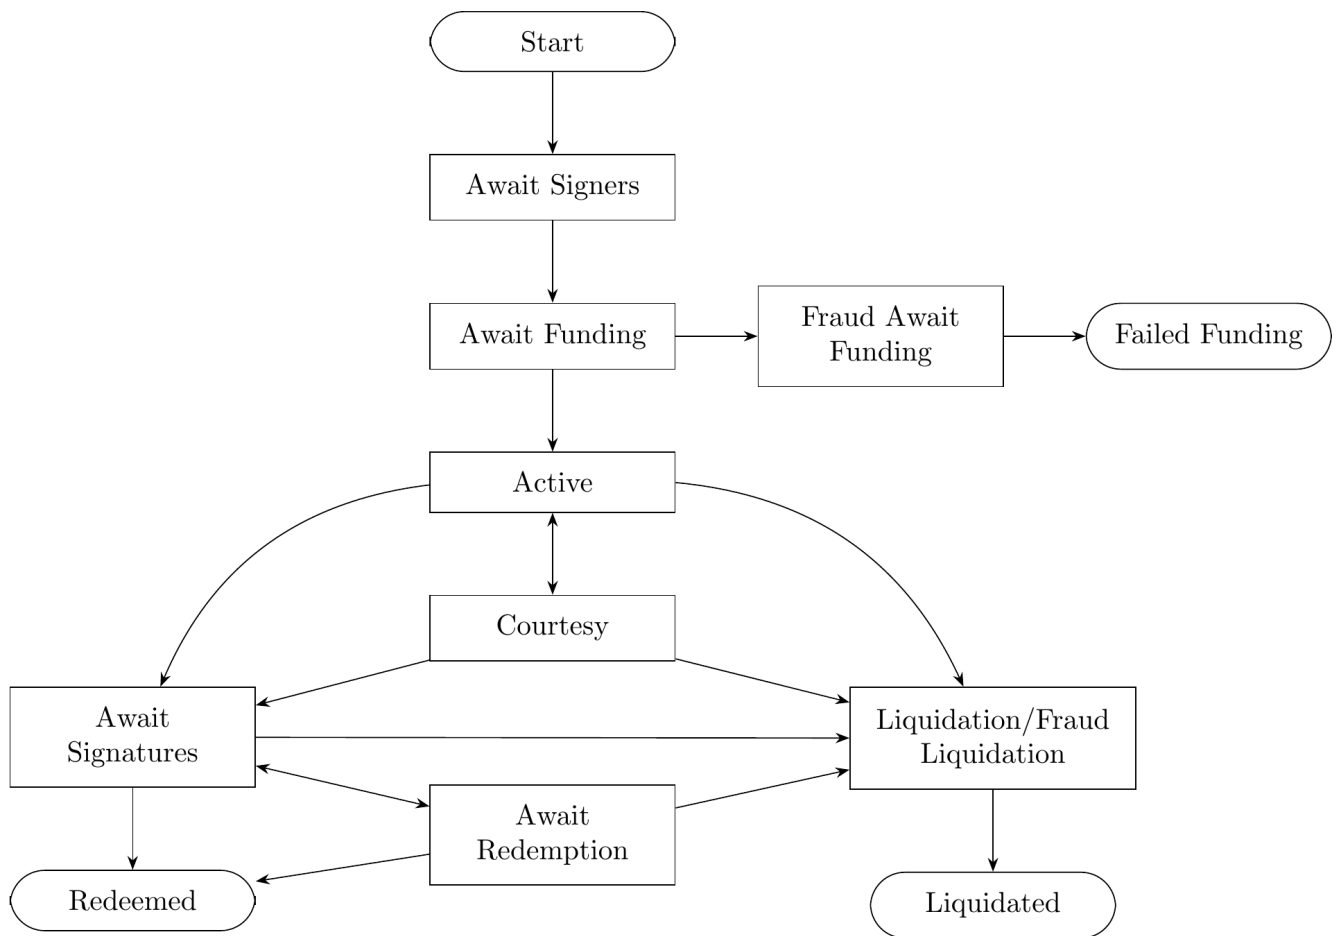 Start
Await Signers
Await Funding
Fraud Await
Funding
Failed Funding
Active
Courtesy
Await
Signatures
Liquidation/Fraud
Liquidation
Await
Redemption
Redeemed
Liquidated